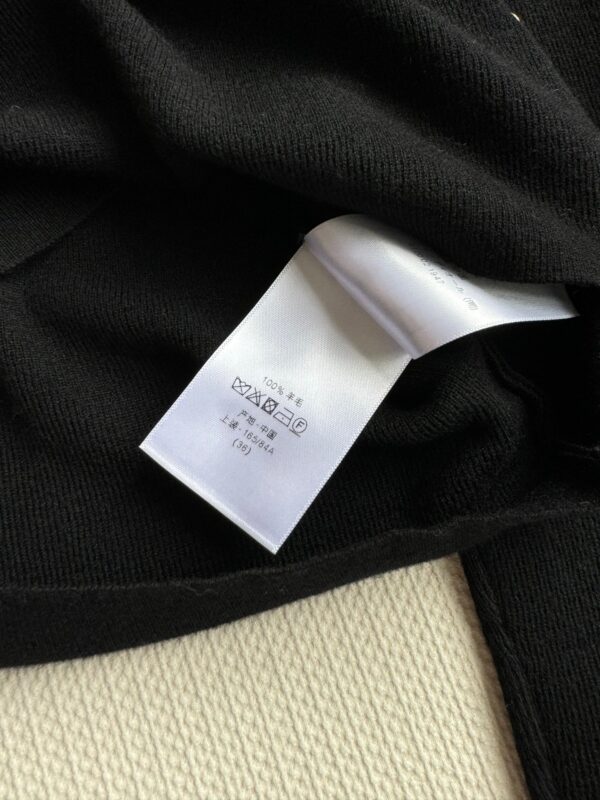 100% 羊毛
F
产地 - 中国
上装 - 165/84A
(36)